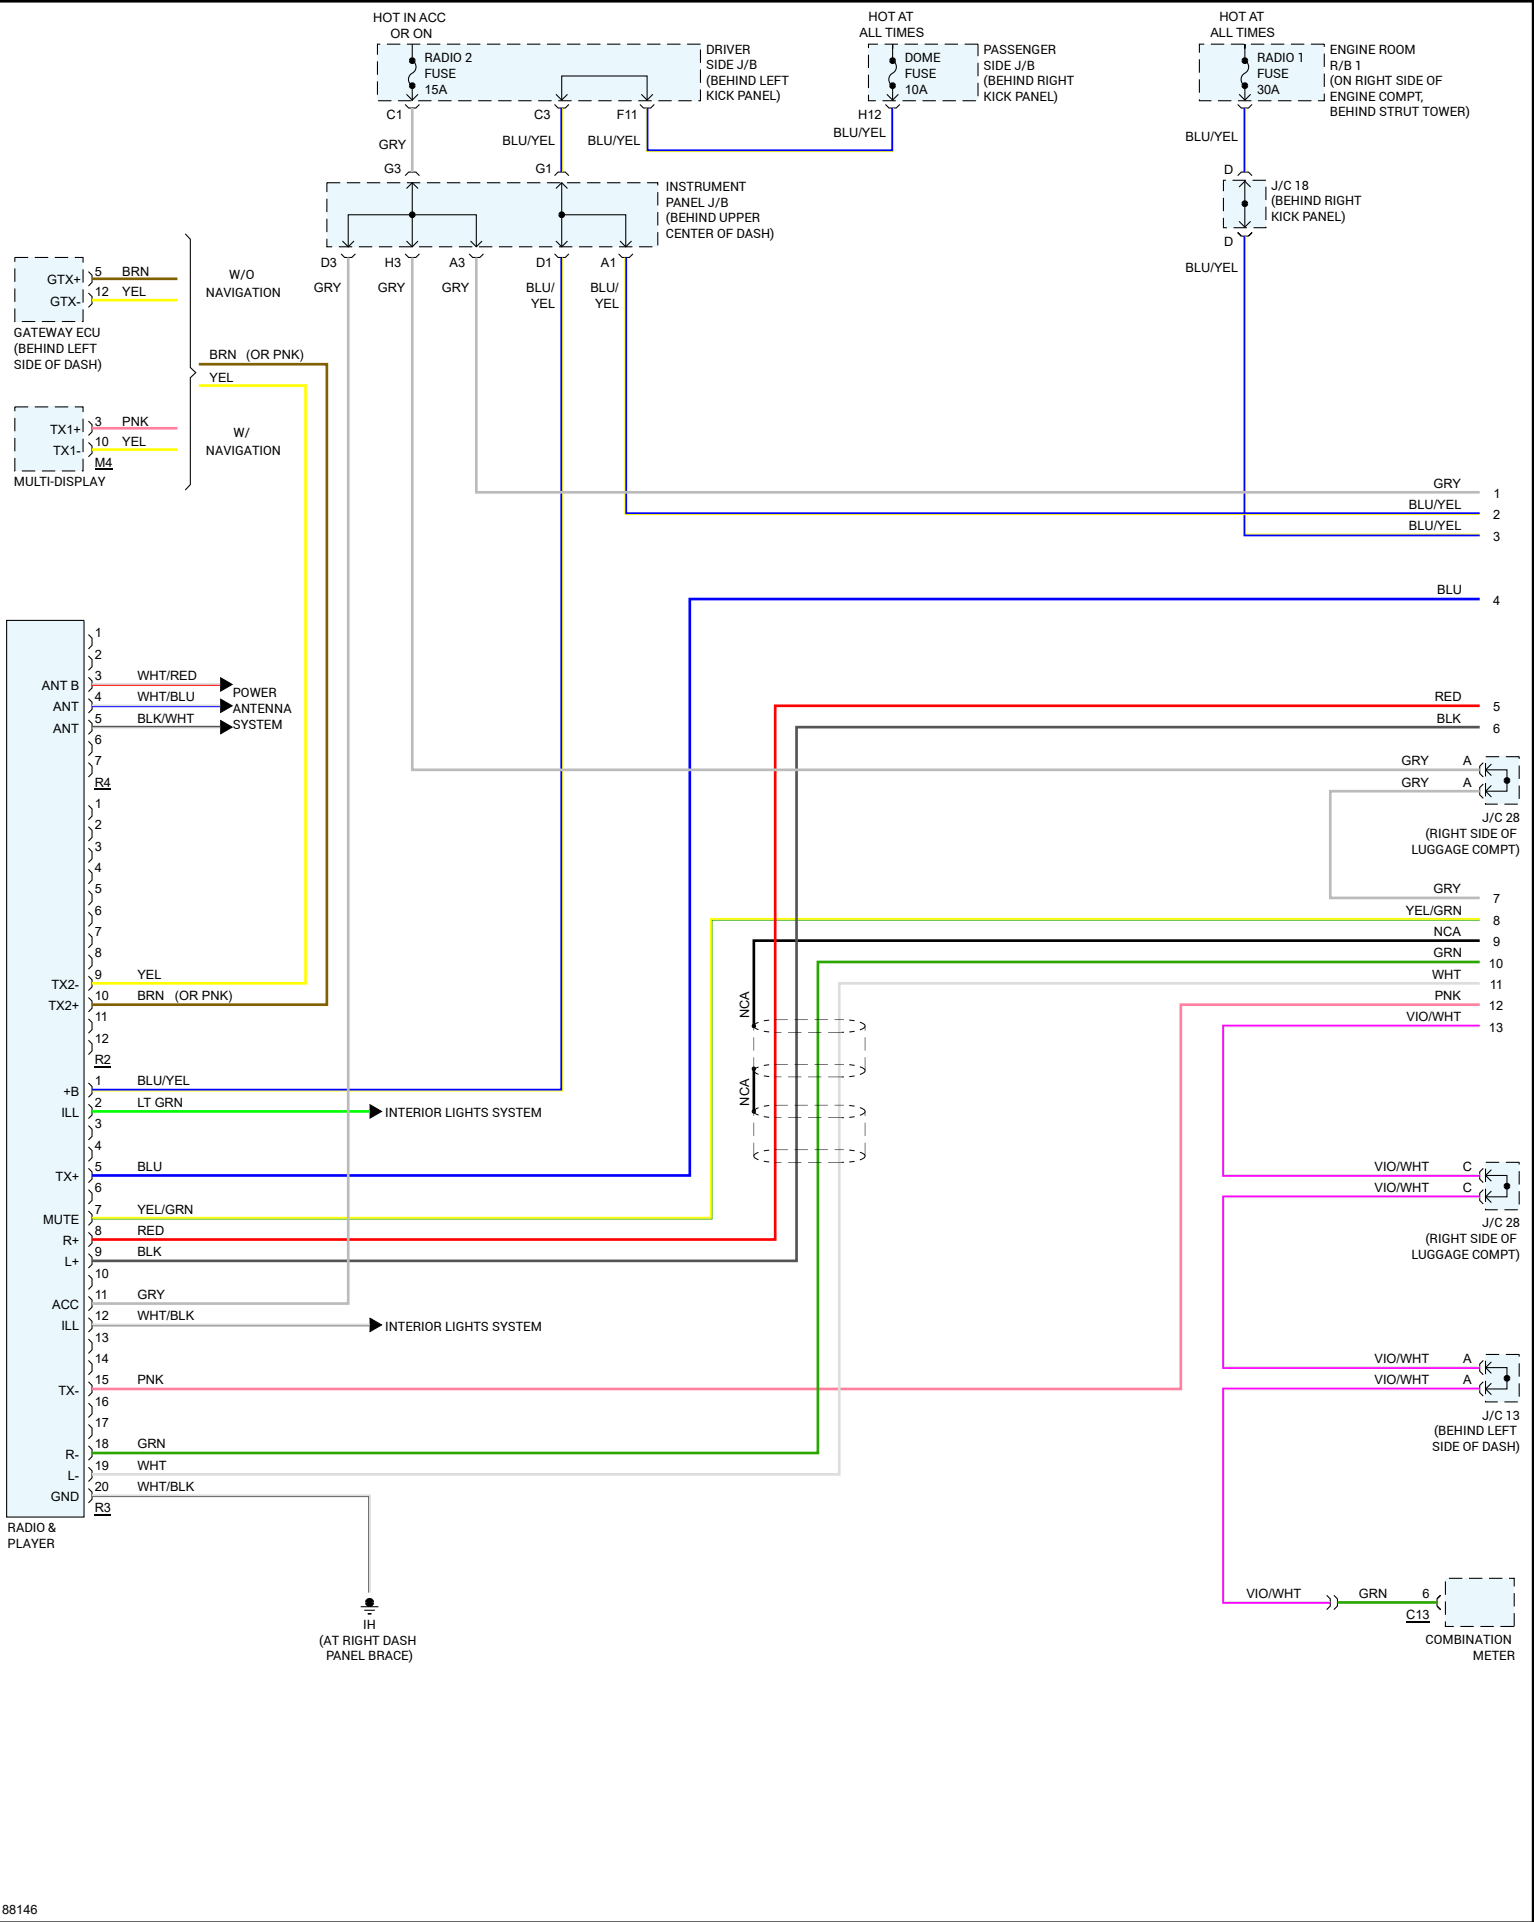 HOT IN ACC
OR ON
RADIO 2
FUSE
15A
DRIVER
SIDE J/B
(BEHIND LEFT
KICK PANEL)
HOT AT
ALL TIMES
DOME
FUSE
10A
PASSENGER
SIDE J/B
(BEHIND RIGHT
KICK PANEL)
HOT AT
ALL TIMES
RADIO 1
FUSE
30A
ENGINE ROOM
R/B 1
(ON RIGHT SIDE OF
ENGINE COMPT,
BEHIND STRUT TOWER)
C1
C3
F11
H12
GRY
BLU/YEL
BLU/YEL
BLU/YEL
BLU/YEL
G3
G1
INSTRUMENT
PANEL J/B
(BEHIND UPPER
CENTER OF DASH)
D
J/C 18
(BEHIND RIGHT
KICK PANEL)
D
BLU/YEL
D3
H3
A3
D1
A1
GRY
GRY
GRY
BLU/
YEL
BLU/
YEL
GTX+
5
BRN
GTX-
12
YEL
GATEWAY ECU
(BEHIND LEFT
SIDE OF DASH)
W/O
NAVIGATION
BRN (OR PNK)
YEL
TX1+
3
PNK
TX1-
10
YEL
M4
MULTI-DISPLAY
W/
NAVIGATION
GRY
1
BLU/YEL
2
BLU/YEL
3
BLU
4
RED
5
BLK
6
GRY
A
GRY
A
J/C 28
(RIGHT SIDE OF
LUGGAGE COMPT)
GRY
7
YEL/GRN
8
NCA
9
GRN
10
WHT
11
PNK
12
VIO/WHT
13
1
2
ANT B
3
WHT/RED
ANT
4
WHT/BLU
ANT
5
BLK/WHT
POWER
ANTENNA
SYSTEM
6
7
R4
1
2
3
4
5
6
7
8
TX2-
9
YEL
TX2+
10
BRN (OR PNK)
11
12
R2
NCA
NCA
+B
1
BLU/YEL
ILL
2
LT GRN
INTERIOR LIGHTS SYSTEM
3
4
TX+
5
BLU
6
MUTE
7
YEL/GRN
R+
8
RED
L+
9
BLK
10
ACC
11
GRY
ILL
12
WHT/BLK
INTERIOR LIGHTS SYSTEM
13
14
TX-
15
PNK
16
17
R-
18
GRN
L-
19
WHT
GND
20
WHT/BLK
R3
RADIO &
PLAYER
IH
(AT RIGHT DASH
PANEL BRACE)
VIO/WHT
C
VIO/WHT
C
J/C 28
(RIGHT SIDE OF
LUGGAGE COMPT)
VIO/WHT
A
VIO/WHT
A
J/C 13
(BEHIND LEFT
SIDE OF DASH)
VIO/WHT
GRN
6
C13
COMBINATION
METER
88146